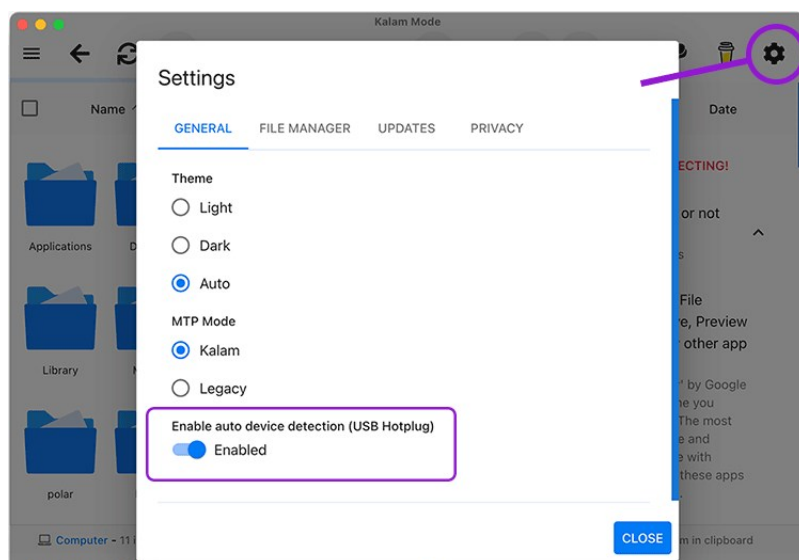 Kalam Mode
Name
Date
Settings
GENERAL FILE MANAGER UPDATES PRIVACY
Theme
Light
Dark
Auto
MTP Mode
Kalam
Legacy
Enable auto device detection (USB Hotplug)
Enabled
CLOSE
Applications
Library
polar
Computer - 11
or not
File
Preview
other app
by Google
you
The most
and
with
these apps
in clipboard